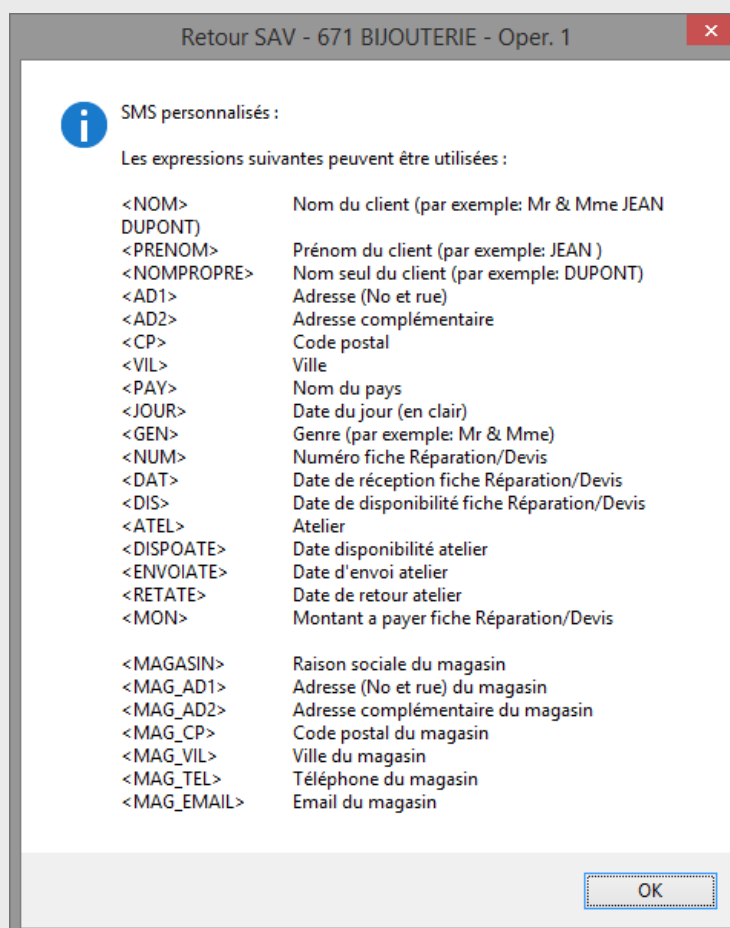 Retour SAV - 671 BIJOUTERIE - Oper. 1
SMS personnalisés :
Les expressions suivantes peuvent être utilisées :
<NOM> Nom du client (par exemple: Mr & Mme JEAN
DUPONT)
<PRENOM> Prénom du client (par exemple: JEAN )
<NOMPROPRE> Nom seul du client (par exemple: DUPONT)
<AD1> Adresse (No et rue)
<AD2> Adresse complémentaire
<CP> Code postal
<VIL> Ville
<PAY> Nom du pays
<JOUR> Date du jour (en clair)
<GEN> Genre (par exemple: Mr & Mme)
<NUM> Numéro fiche Réparation/Devis
<DAT> Date de réception fiche Réparation/Devis
<DIS> Date de disponibilité fiche Réparation/Devis
<ATEL> Atelier
<DISPOATE> Date disponibilité atelier
<ENVOIATE> Date d'envoi atelier
<RETATE> Date de retour atelier
<MON> Montant a payer fiche Réparation/Devis
<MAGASIN> Raison sociale du magasin
<MAG_AD1> Adresse (No et rue) du magasin
<MAG_AD2> Adresse complémentaire du magasin
<MAG_CP> Code postal du magasin
<MAG_VIL> Ville du magasin
<MAG_TEL> Téléphone du magasin
<MAG_EMAIL> Email du magasin
OK